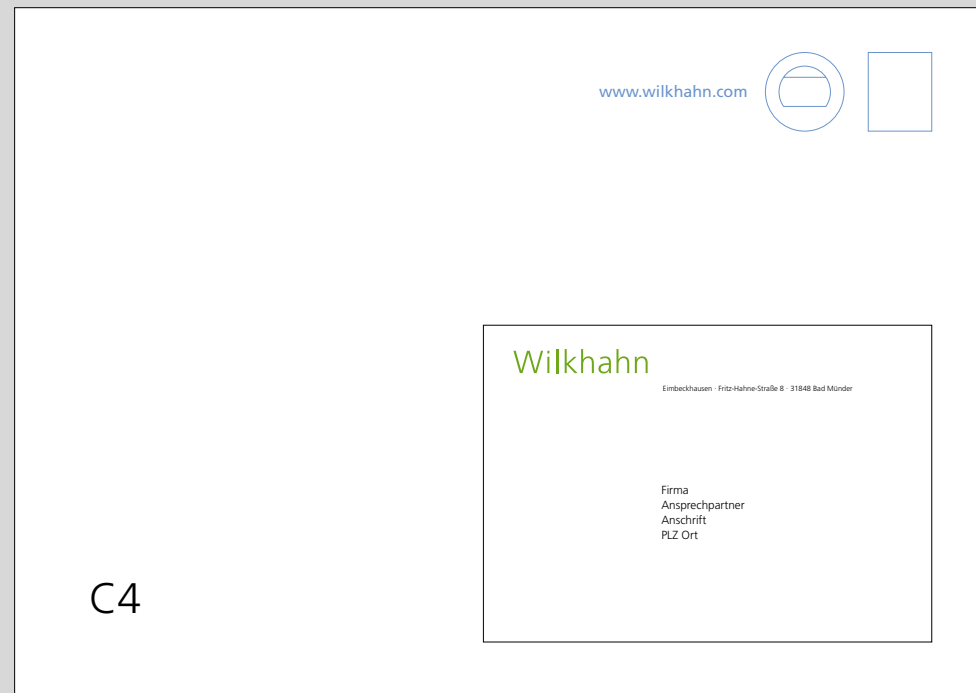 www.wilkhahn.com
Wilkhahn
Eimbeckhausen · Fritz-Hahne-Straße 8 · 31848 Bad Münder
Firma
Ansprechpartner
Anschrift
PLZ Ort
C4